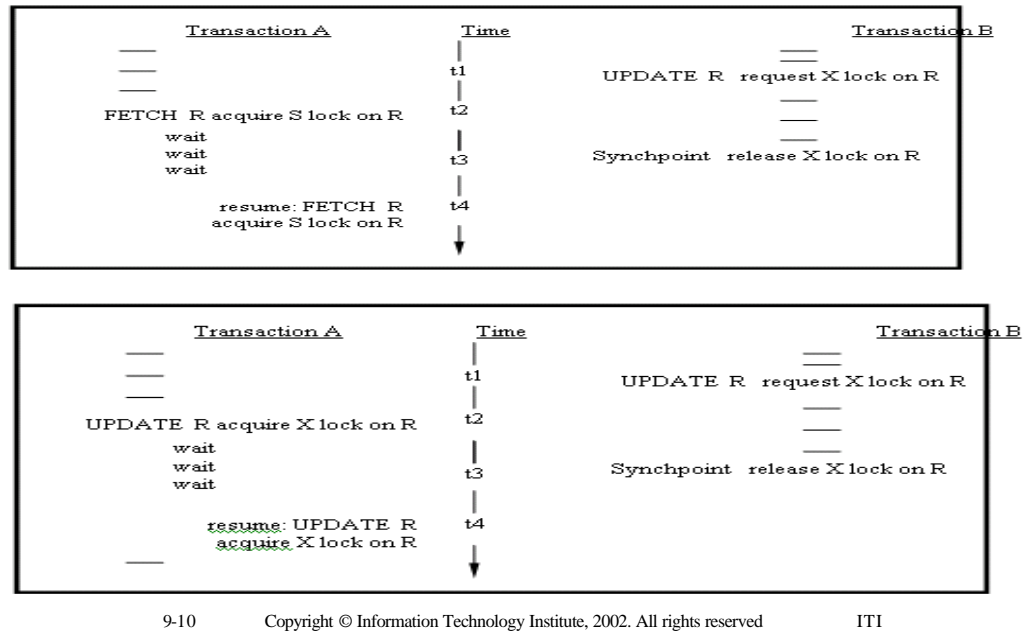 Transaction A Time Transaction B
t1
UPDATE R request X lock on R
FETCH R acquire S lock on R t2
wait
wait
wait
t3 Synchpoint release X lock on R
resume: FETCH R t4
acquire S lock on R
Transaction A Time Transaction B
t1
UPDATE R request X lock on R
UPDATE R acquire X lock on R t2
wait
wait
wait
t3 Synchpoint release X lock on R
resume: UPDATE R t4
acquire X lock on R
9-10 Copyright © Information Technology Institute, 2002. All rights reserved ITI